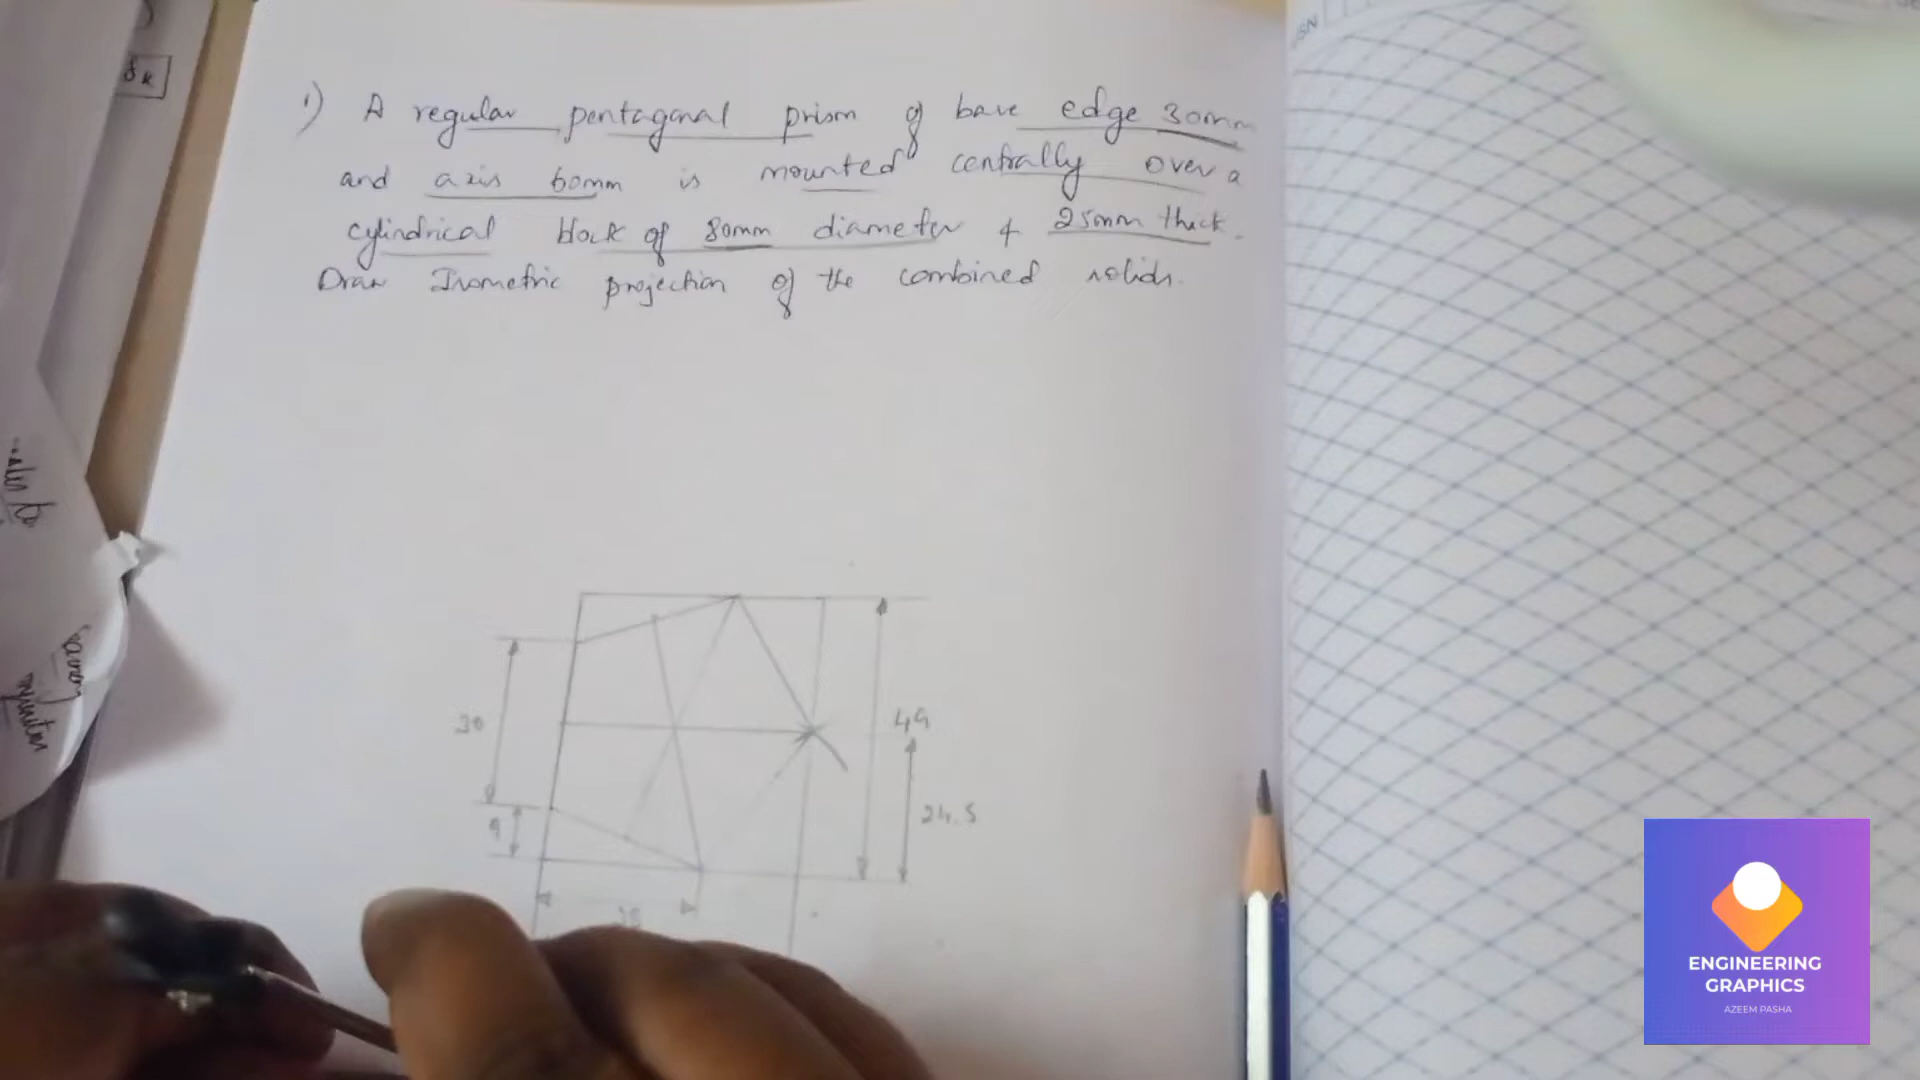 1) A regular pentagonal prism of base edge 30mm
and axis 60mm is mounted centrally over a
cylindrical block of 80mm diameter & 25mm thick.
Draw Isometric projection of the combined solids.
30
9
49
24.5
SN
ENGINEERING
GRAPHICS
AZEEM PASHA